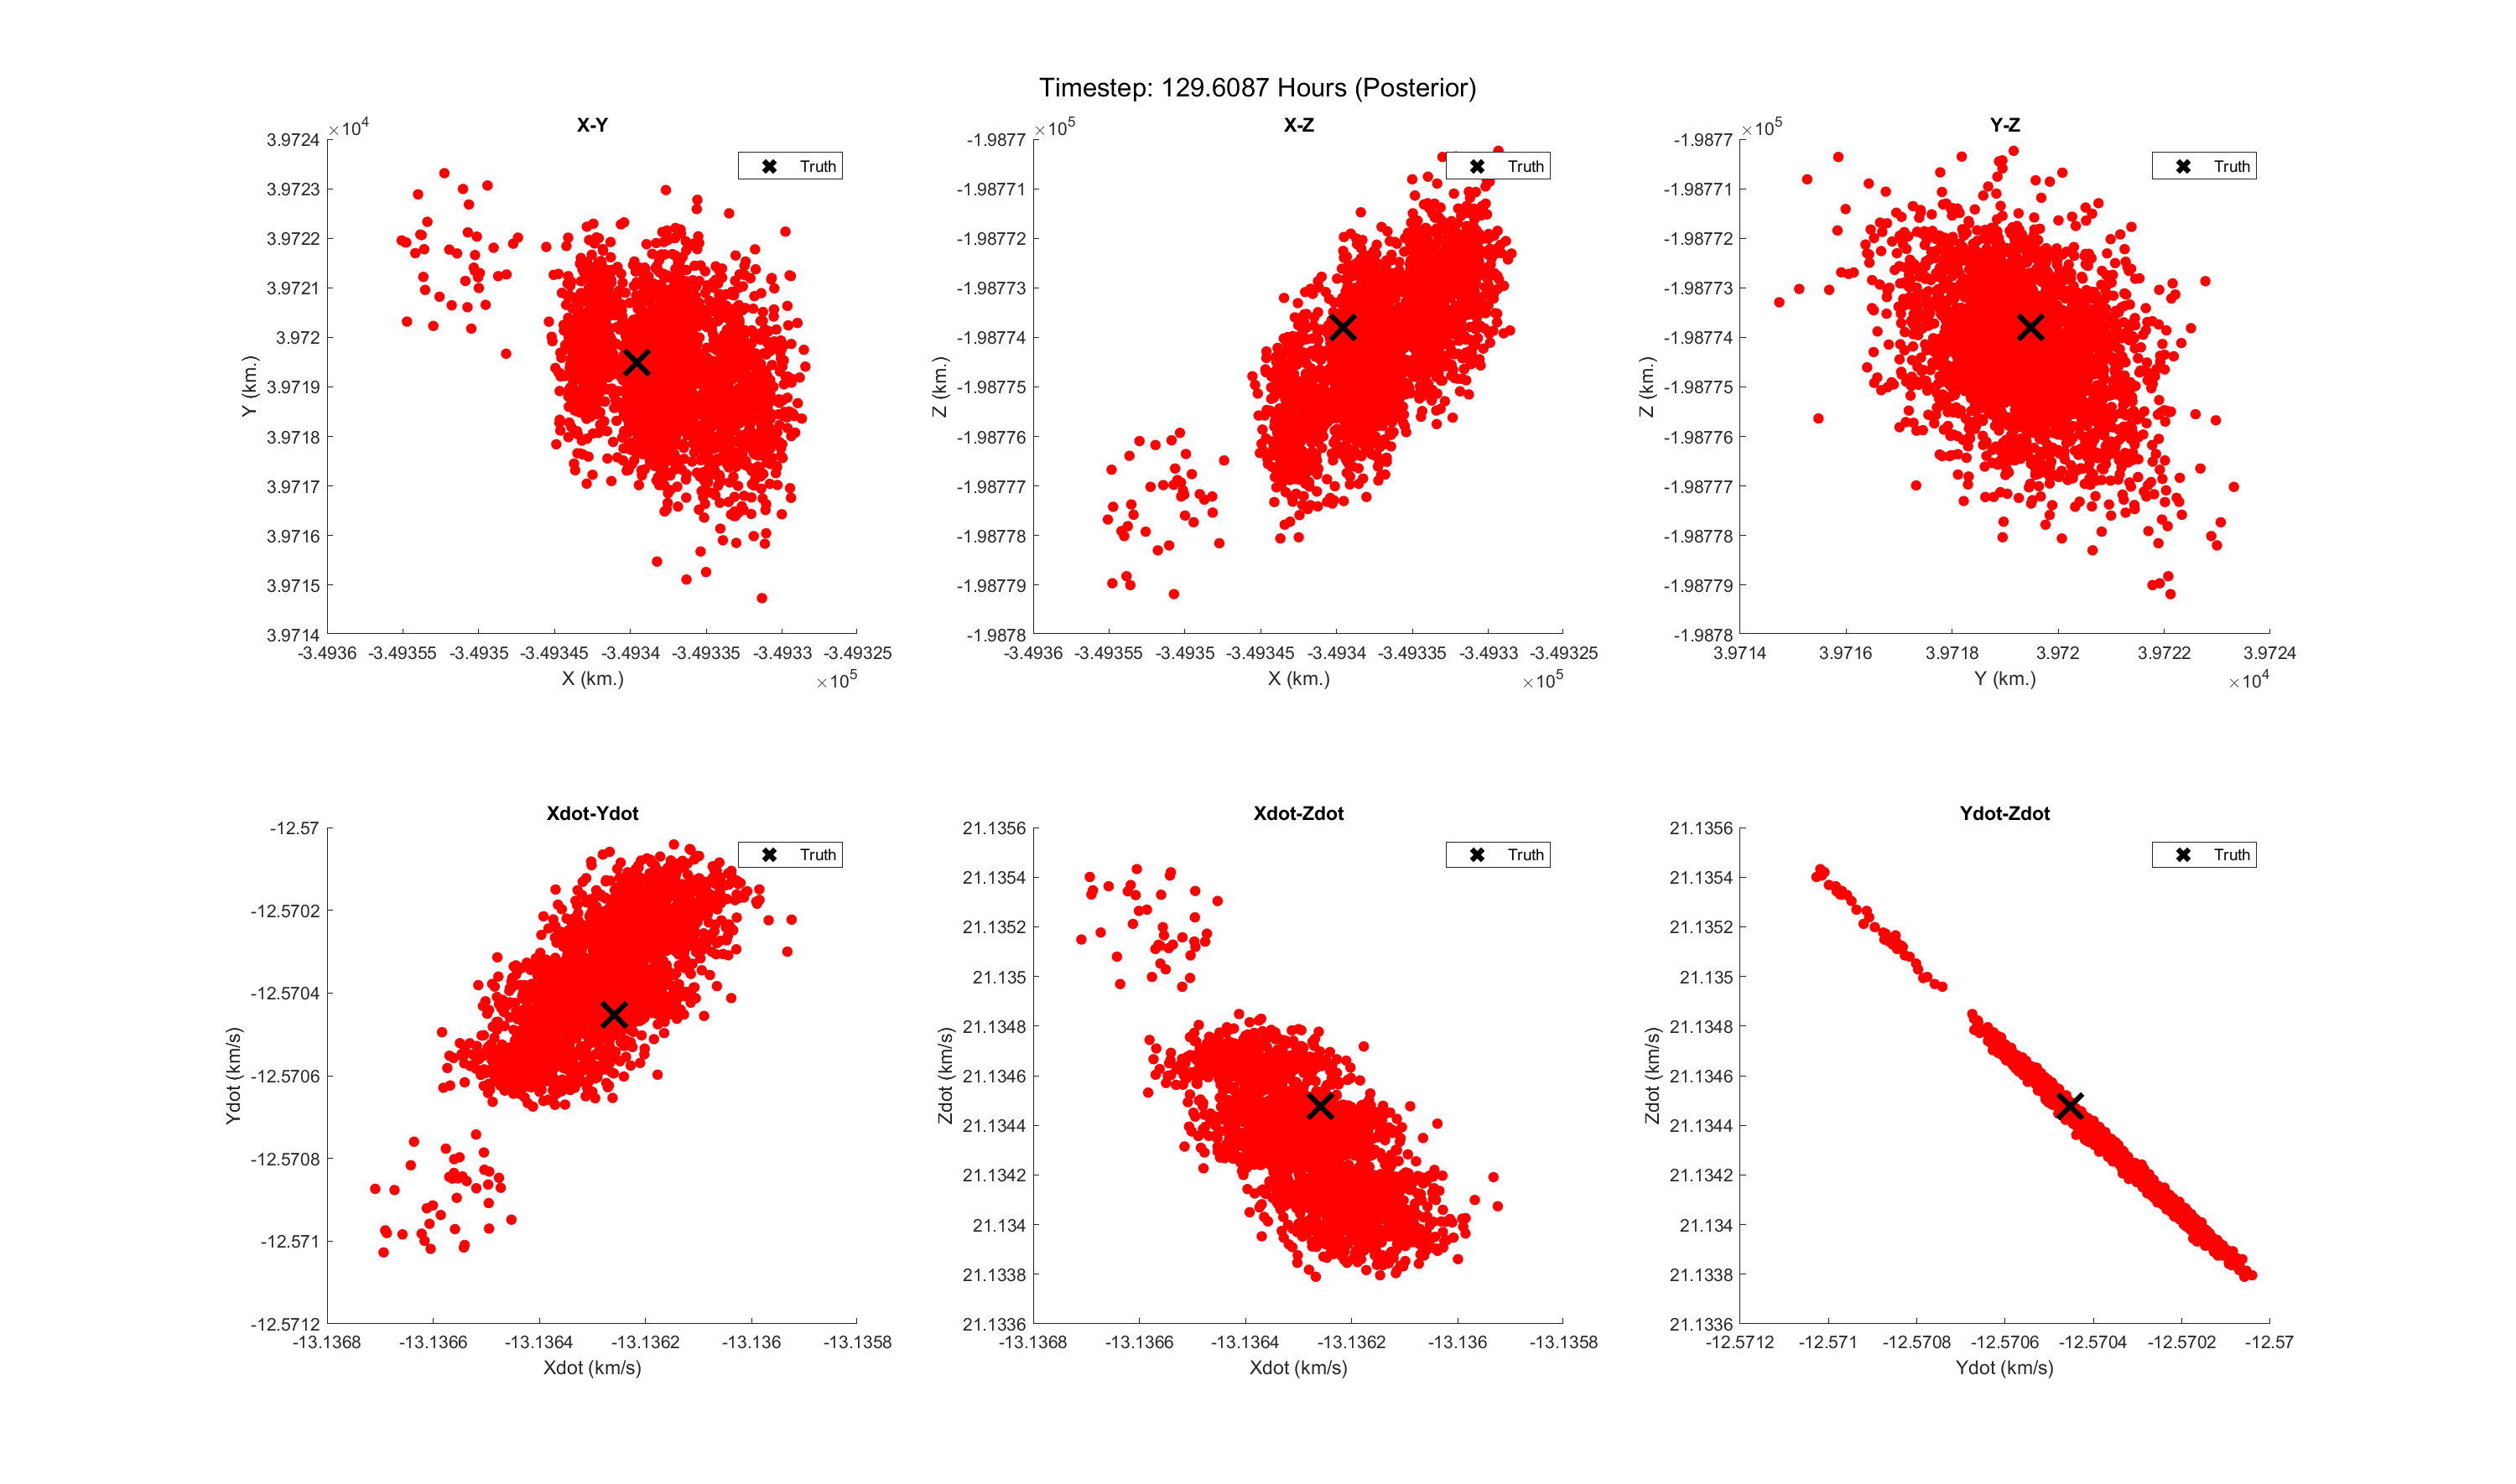 Timestep: 129.6087 Hours (Posterior)
X-Y
×10^4
3.9724
3.9723
3.9722
3.9721
3.972
3.9719
3.9718
3.9717
3.9716
3.9715
3.9714
Y (km.)
Truth
-3.4936 -3.49355 -3.4935 -3.49345 -3.4934 -3.49335 -3.4933 -3.49325
X (km.)
×10^5
X-Z
×10^5
-1.9877
-1.98771
-1.98772
-1.98773
-1.98774
-1.98775
-1.98776
-1.98777
-1.98778
-1.98779
-1.9878
Z (km.)
Truth
-3.4936 -3.49355 -3.4935 -3.49345 -3.4934 -3.49335 -3.4933 -3.49325
X (km.)
×10^5
Y-Z
×10^5
-1.9877
-1.98771
-1.98772
-1.98773
-1.98774
-1.98775
-1.98776
-1.98777
-1.98778
-1.98779
-1.9878
Z (km.)
Truth
3.9714 3.9716 3.9718 3.972 3.9722 3.9724
Y (km.)
×10^4
Xdot-Ydot
-12.57
-12.5702
-12.5704
-12.5706
-12.5708
-12.571
-12.5712
Ydot (km/s)
Truth
-13.1368 -13.1366 -13.1364 -13.1362 -13.136 -13.1358
Xdot (km/s)
Xdot-Zdot
21.1356
21.1354
21.1352
21.135
21.1348
21.1346
21.1344
21.1342
21.134
21.1338
21.1336
Zdot (km/s)
Truth
-13.1368 -13.1366 -13.1364 -13.1362 -13.136 -13.1358
Xdot (km/s)
Ydot-Zdot
21.1356
21.1354
21.1352
21.135
21.1348
21.1346
21.1344
21.1342
21.134
21.1338
21.1336
Zdot (km/s)
Truth
-12.5712 -12.571 -12.5708 -12.5706 -12.5704 -12.5702 -12.57
Ydot (km/s)